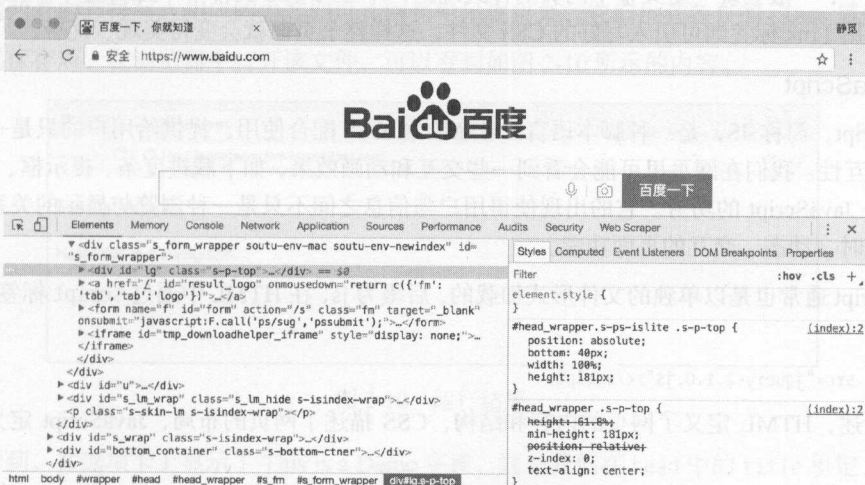 百度一下，你就知道 ×
静觅
安全 https://www.baidu.com
Bai du 百度
百度一下
Elements Memory Console Network Application Sources Performance Audits Security Web Scraper
▼<div class="s_form_wrapper soutu-env-mac soutu-env-newindex" id=
"s_form_wrapper">
▶<div id="lg" class="s-p-top">…</div> == $0
▶<a href="/" id="result_logo" onmousedown="return c({'fm':
'tab','tab':'logo'})">…</a>
▶<form name="f" id="form" action="/s" class="fm" target="_blank"
onsubmit="javascript:F.call('ps/sug','pssubmit');">…</form>
▶<iframe id="tmp_downloadhelper_iframe" style="display: none;">…
</iframe>
</div>
</div>
▶<div id="u">…</div>
▶<div id="s_lm_wrap" class="s_lm_hide s-isindex-wrap">…</div>
<p class="s-skin-lm s-isindex-wrap"></p>
</div>
▶<div id="s_wrap" class="s-isindex-wrap">…</div>
▶<div id="bottom_container" class="s-bottom-ctner">…</div>
</div>
html body #wrapper #head #head_wrapper #s_fm #s_form_wrapper div#lg.s-p-top
Styles Computed Event Listeners DOM Breakpoints Properties
Filter :hov .cls +
element.style {
}
#head_wrapper.s-ps-islite .s-p-top { (index):2
position: absolute;
bottom: 40px;
width: 100%;
height: 181px;
}
#head_wrapper .s-p-top { (index):2
height: 61.8%;
min-height: 181px;
position: relative;
z-index: 0;
text-align: center;
}